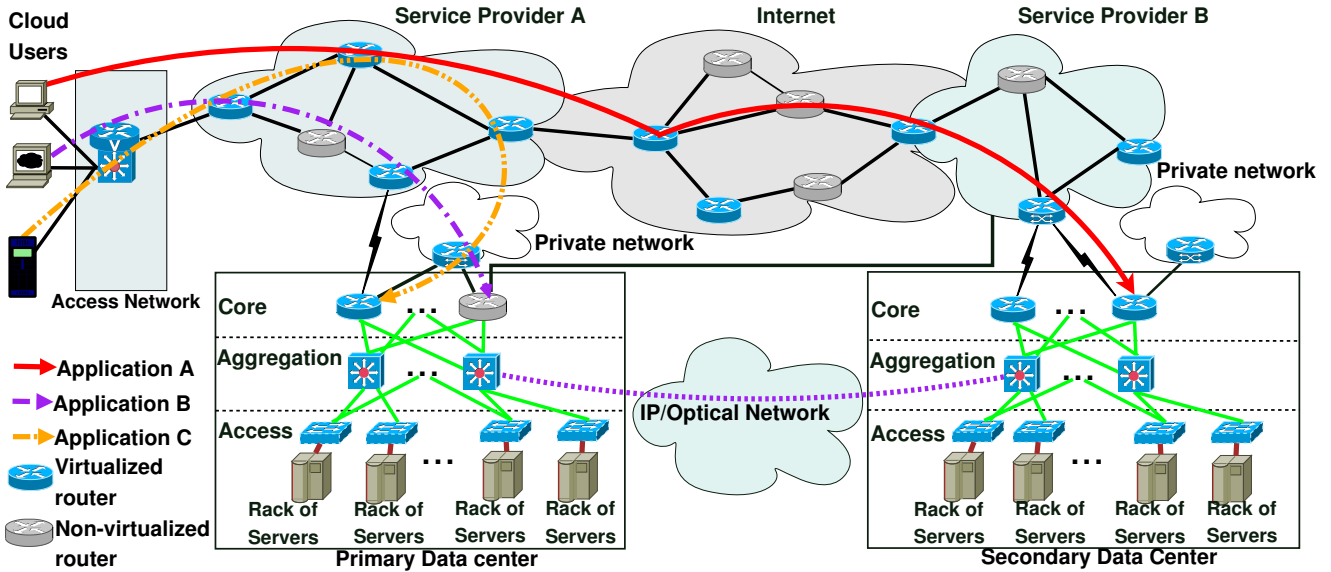 Cloud
Users
Service Provider A
Internet
Service Provider B
Private network
Private network
Access Network
Core
Aggregation
Access
...
...
...
Rack of
Servers
Rack of
Servers
Rack of
Servers
Rack of
Servers
Primary Data center
IP/Optical Network
Core
Aggregation
Access
...
...
...
Rack of
Servers
Rack of
Servers
Rack of
Servers
Rack of
Servers
Secondary Data Center
Application A
Application B
Application C
Virtualized
router
Non-virtualized
router